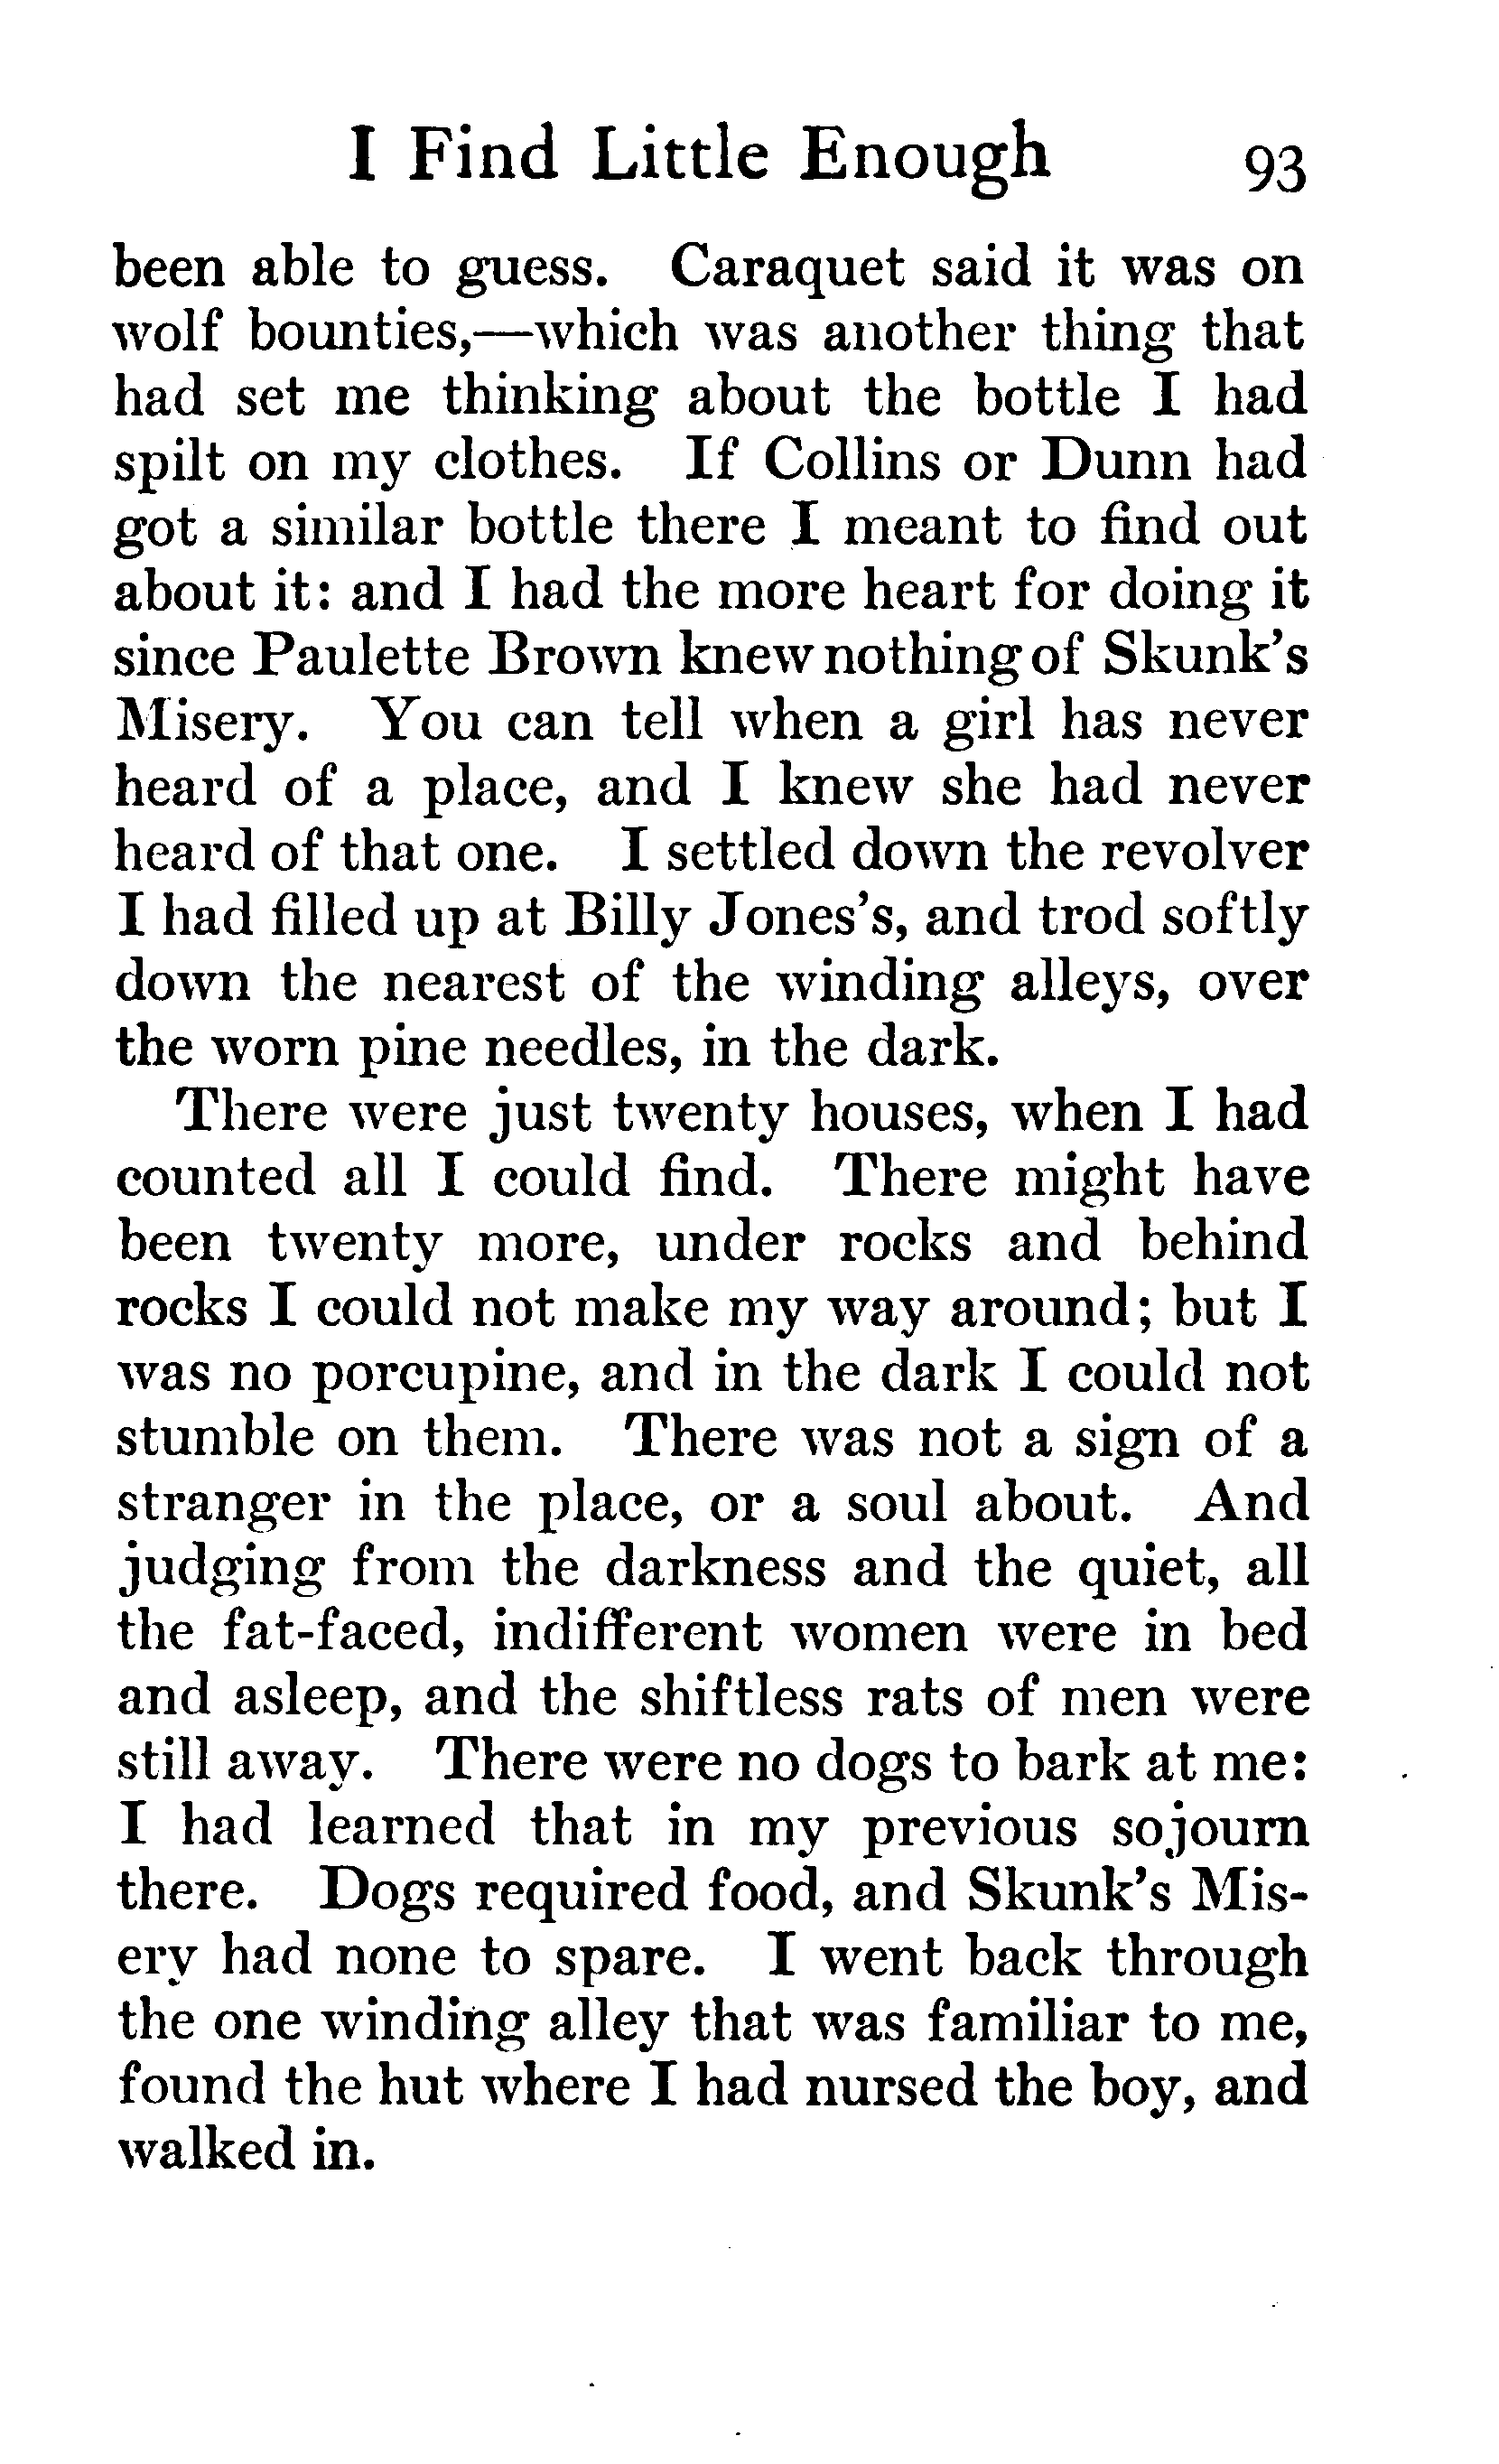 I Find Little Enough 93
been able to guess. Caraquet said it was on
wolf bounties,—which was another thing that
had set me thinking about the bottle I had
spilt on my clothes. If Collins or Dunn had
got a similar bottle there I meant to find out
about it: and I had the more heart for doing it
since Paulette Brown knew nothing of Skunk's
Misery. You can tell when a girl has never
heard of a place, and I knew she had never
heard of that one. I settled down the revolver
I had filled up at Billy Jones's, and trod softly
down the nearest of the winding alleys, over
the worn pine needles, in the dark.
There were just twenty houses, when I had
counted all I could find. There might have
been twenty more, under rocks and behind
rocks I could not make my way around; but I
was no porcupine, and in the dark I could not
stumble on them. There was not a sign of a
stranger in the place, or a soul about. And
judging from the darkness and the quiet, all
the fat-faced, indifferent women were in bed
and asleep, and the shiftless rats of men were
still away. There were no dogs to bark at me:
I had learned that in my previous sojourn
there. Dogs required food, and Skunk's Mis-
ery had none to spare. I went back through
the one winding alley that was familiar to me,
found the hut where I had nursed the boy, and
walked in.